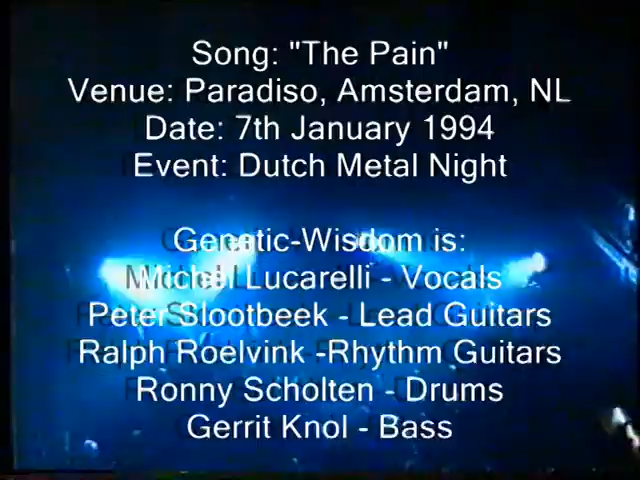 Song: "The Pain"
Venue: Paradiso, Amsterdam, NL
Date: 7th January 1994
Event: Dutch Metal Night
Genetic-Wisdom is:
Michel Lucarelli - Vocals
Peter Slootbeek - Lead Guitars
Ralph Roelvink -Rhythm Guitars
Ronny Scholten - Drums
Gerrit Knol - Bass